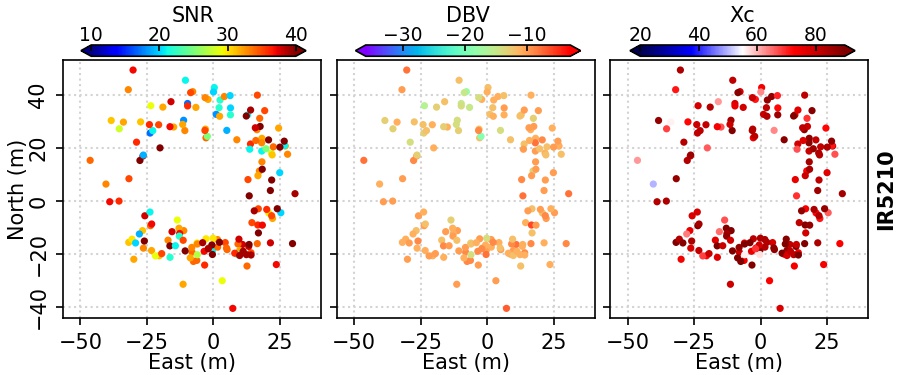 SNR DBV Xc
10 20 30 40 −30 −20 −10 20 40 60 80
40
20
0
−20
−40
North (m)
−50 −25 0 25 −50 −25 0 25 −50 −25 0 25
East (m) East (m) East (m)
IR5210